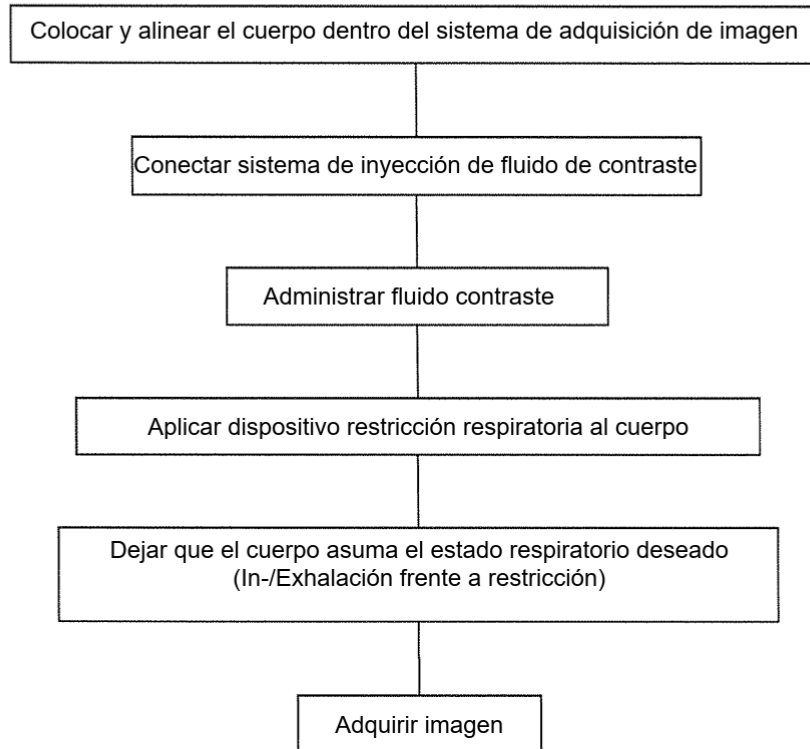 Colocar y alinear el cuerpo dentro del sistema de adquisición de imagen
Conectar sistema de inyección de fluido de contraste
Administrar fluido contraste
Aplicar dispositivo restricción respiratoria al cuerpo
Dejar que el cuerpo asuma el estado respiratorio deseado
(In-/Exhalación frente a restricción)
Adquirir imagen